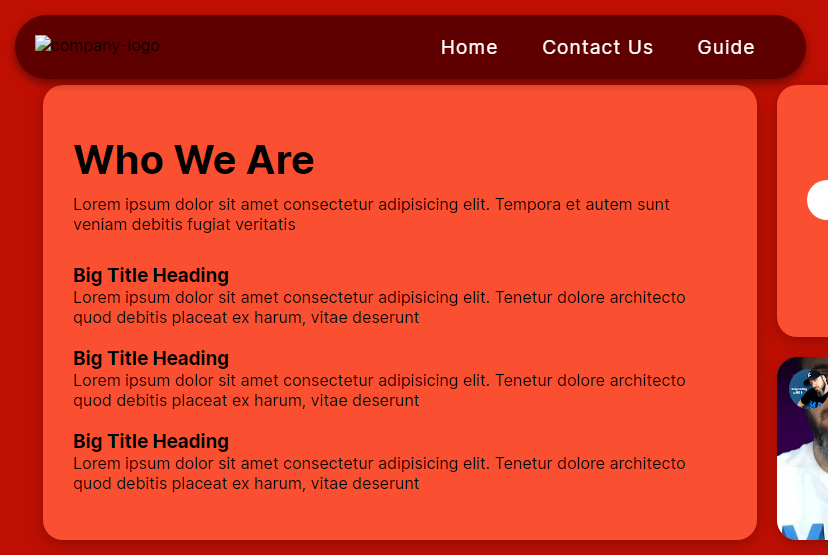 company-logo
Home Contact Us Guide
Who We Are
Lorem ipsum dolor sit amet consectetur adipisicing elit. Tempora et autem sunt
veniam debitis fugiat veritatis
Big Title Heading
Lorem ipsum dolor sit amet consectetur adipisicing elit. Tenetur dolore architecto
quod debitis placeat ex harum, vitae deserunt
Big Title Heading
Lorem ipsum dolor sit amet consectetur adipisicing elit. Tenetur dolore architecto
quod debitis placeat ex harum, vitae deserunt
Big Title Heading
Lorem ipsum dolor sit amet consectetur adipisicing elit. Tenetur dolore architecto
quod debitis placeat ex harum, vitae deserunt